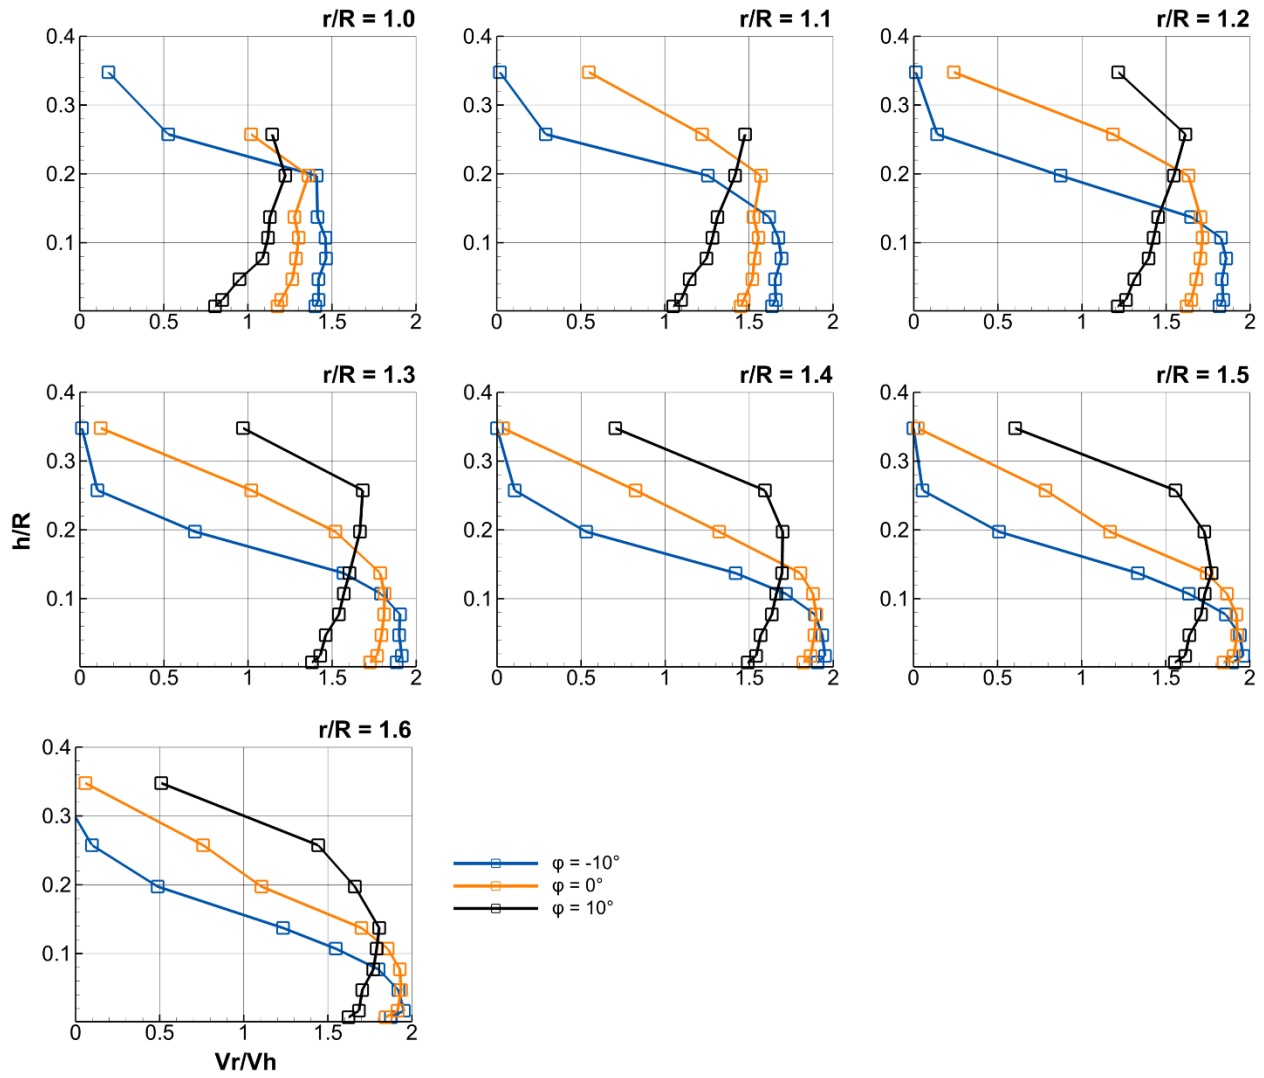 r/R = 1.0 r/R = 1.1 r/R = 1.2
0.4 0.4 0.4
0.3 0.3 0.3
0.2 0.2 0.2
0.1 0.1 0.1
0 0.5 1 1.5 2 0 0.5 1 1.5 2 0 0.5 1 1.5 2
r/R = 1.3 r/R = 1.4 r/R = 1.5
0.4 0.4 0.4
0.3 0.3 0.3
h/R
0.2 0.2 0.2
0.1 0.1 0.1
0 0.5 1 1.5 2 0 0.5 1 1.5 2 0 0.5 1 1.5 2
r/R = 1.6
0.4
0.3
0.2
0.1
0 0.5 1 1.5 2
Vr/Vh
φ = -10°
φ = 0°
φ = 10°